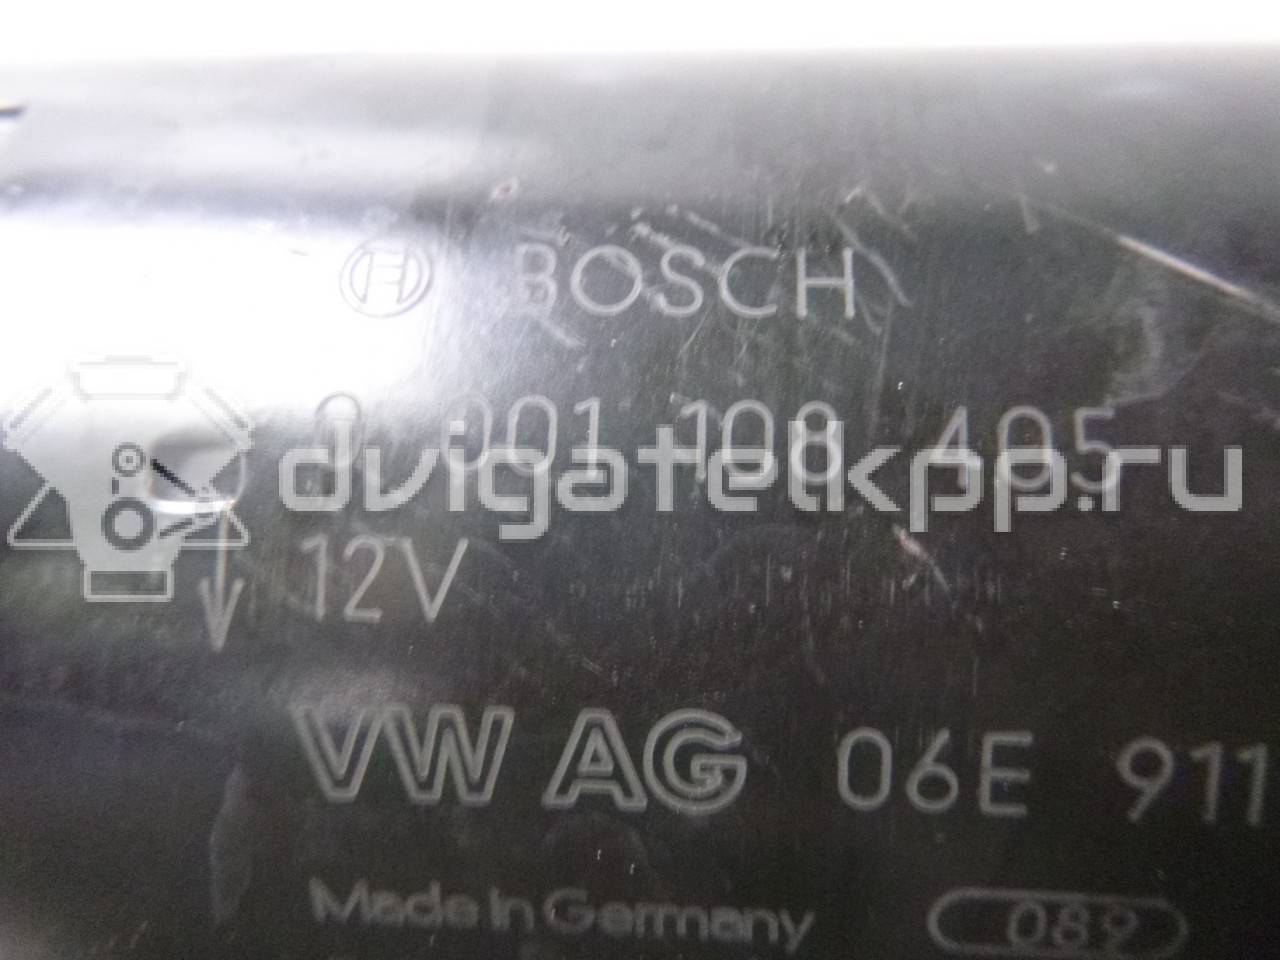 BOSCH
0 001 108 405
dvigatelkpp.ru
12V
VW AG 06E 911
Made in Germany 089